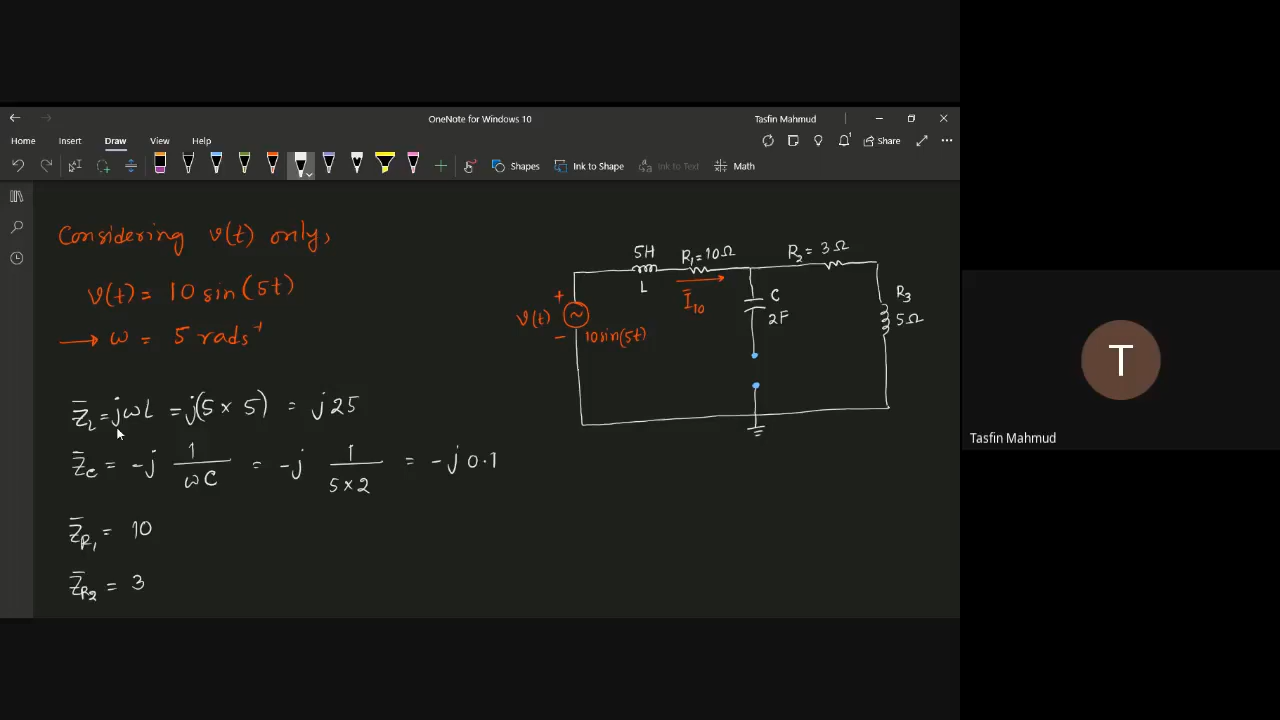 OneNote for Windows 10
Tasfin Mahmud
Home Insert Draw View Help
Share
Shapes Ink to Shape Ink to Text Math
Considering v(t) only,
v(t) = 10 sin(5t)
→ ω = 5 rads⁻¹
Z̄L = jωL = j(5 × 5) = j25
Z̄c = -j 1/ωC = -j 1/5×2 = -j 0.1
Z̄R₁ = 10
Z̄R₂ = 3
5H
L
R₁=10Ω
R₂ = 3Ω
Ī₁₀
+
v(t)
~
10sin(5t)
-
C
2F
R₃
5Ω
T
Tasfin Mahmud